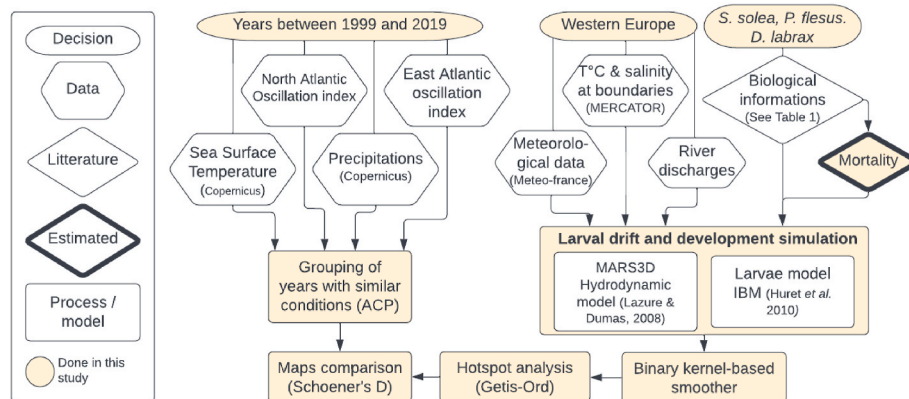 Decision
Data
Litterature
Estimated
Process /
model
Done in this
study
Years between 1999 and 2019
North Atlantic
Oscillation index
East Atlantic
oscillation
index
Sea Surface
Temperature
(Copernicus)
Precipitations
(Copernicus)
Grouping of
years with similar
conditions (ACP)
Maps comparison
(Schoener's D)
Western Europe
T°C & salinity
at boundaries
(MERCATOR)
Meteorolo-
gical data
(Meteo-france)
River
discharges
S. solea, P. flesus.
D. labrax
Biological
informations
(See Table 1)
Mortality
Larval drift and development simulation
MARS3D
Hydrodynamic
model (Lazure &
Dumas, 2008)
Larvae model
IBM (Huret et al.
2010)
Hotspot analysis
(Getis-Ord)
Binary kernel-based
smoother